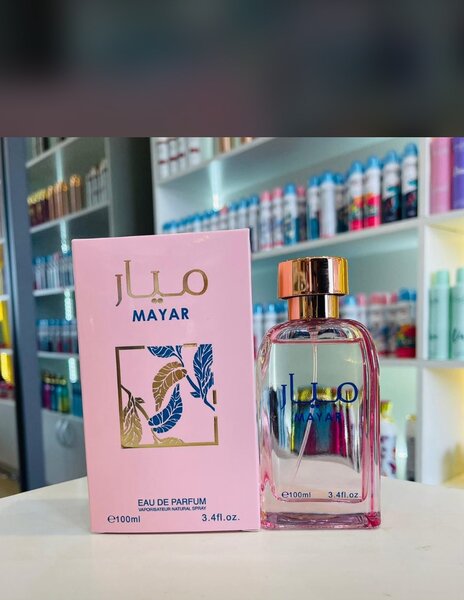 ميار
MAYAR
EAU DE PARFUM
VAPORISATEUR NATURAL SPRAY
℮100ml 3.4fl.oz.
ميار
MAYAR
℮100ml 3.4fl.oz.